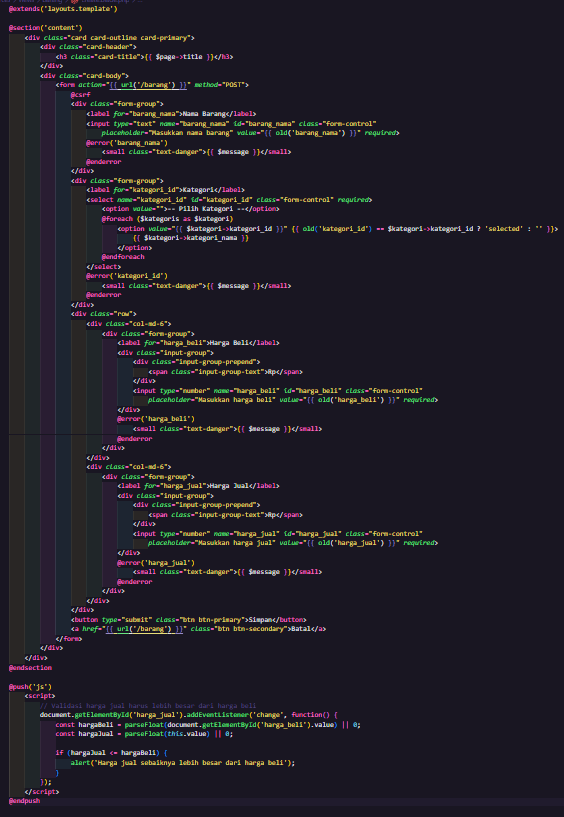 @extends('layouts.template')
@section('content')
<div class="card card-outline card-primary">
<div class="card-header">
<h3 class="card-title">{{ $page->title }}</h3>
</div>
<div class="card-body">
<form action="{{ url('/barang') }}" method="POST">
@csrf
<div class="form-group">
<label for="barang_nama">Nama Barang</label>
<input type="text" name="barang_nama" id="barang_nama" class="form-control"
placeholder="Masukkan nama barang" value="{{ old('barang_nama') }}" required>
@error('barang_nama')
<small class="text-danger">{{ $message }}</small>
@enderror
</div>
<div class="form-group">
<label for="kategori_id">Kategori</label>
<select name="kategori_id" id="kategori_id" class="form-control" required>
<option value="">-- Pilih Kategori --</option>
@foreach ($kategoris as $kategori)
<option value="{{ $kategori->kategori_id }}" {{ old('kategori_id') == $kategori->kategori_id ? 'selected' : '' }}>
{{ $kategori->kategori_nama }}
</option>
@endforeach
</select>
@error('kategori_id')
<small class="text-danger">{{ $message }}</small>
@enderror
</div>
<div class="row">
<div class="col-md-6">
<div class="form-group">
<label for="harga_beli">Harga Beli</label>
<div class="input-group">
<div class="input-group-prepend">
<span class="input-group-text">Rp</span>
</div>
<input type="number" name="harga_beli" id="harga_beli" class="form-control"
placeholder="Masukkan harga beli" value="{{ old('harga_beli') }}" required>
</div>
@error('harga_beli')
<small class="text-danger">{{ $message }}</small>
@enderror
</div>
</div>
<div class="col-md-6">
<div class="form-group">
<label for="harga_jual">Harga Jual</label>
<div class="input-group">
<div class="input-group-prepend">
<span class="input-group-text">Rp</span>
</div>
<input type="number" name="harga_jual" id="harga_jual" class="form-control"
placeholder="Masukkan harga jual" value="{{ old('harga_jual') }}" required>
</div>
@error('harga_jual')
<small class="text-danger">{{ $message }}</small>
@enderror
</div>
</div>
</div>
<button type="submit" class="btn btn-primary">Simpan</button>
<a href="{{ url('/barang') }}" class="btn btn-secondary">Batal</a>
</form>
</div>
</div>
@endsection
@push('js')
<script>
// Validasi harga jual harus lebih besar dari harga beli
document.getElementById('harga_jual').addEventListener('change', function() {
const hargaBeli = parseFloat(document.getElementById('harga_beli').value) || 0;
const hargaJual = parseFloat(this.value) || 0;
if (hargaJual <= hargaBeli) {
alert('Harga jual sebaiknya lebih besar dari harga beli');
}
});
</script>
@endpush